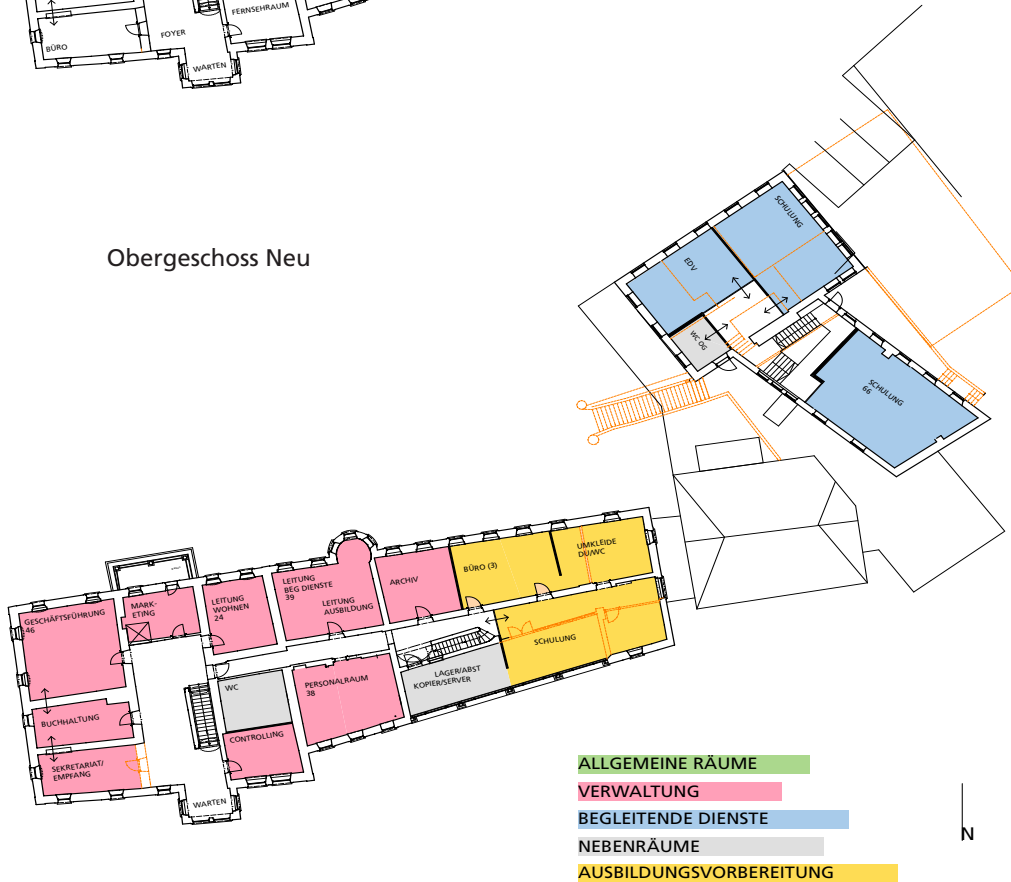 FERNSEHRAUM
FOYER
BÜRO
WARTEN
SCHULUNG
EDV
Obergeschoss Neu
WC OG
SCHULUNG
66
UMKLEIDE
DU/WC
BÜRO (3)
ARCHIV
LEITUNG
BEG DIENSTE
39
LEITUNG
AUSBILDUNG
LEITUNG
WOHNEN
24
MARK-
ETING
GESCHÄFTSFÜHRUNG
46
SCHULUNG
LAGER/ABST
KOPIER/SERVER
PERSONALRAUM
38
WC
BUCHHALTUNG
CONTROLLING
SEKRETARIAT/
EMPFANG
WARTEN
ALLGEMEINE RÄUME
VERWALTUNG
BEGLEITENDE DIENSTE
NEBENRÄUME
AUSBILDUNGSVORBEREITUNG
N